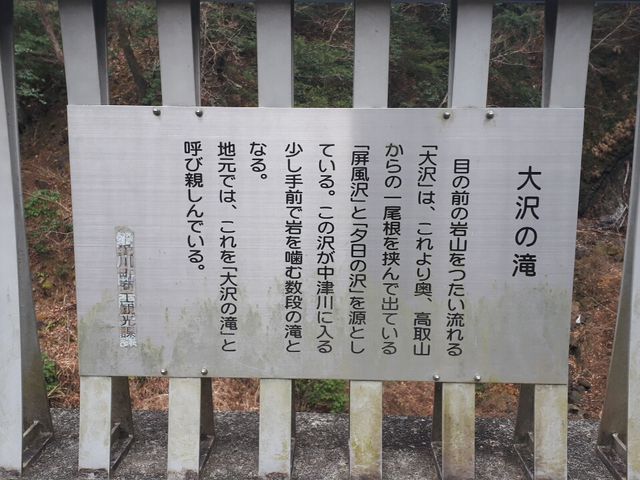 大沢の滝
目の前の岩山をつたい流れる
「大沢」は、これより奥、高取山
からの一尾根を挟んで出ている
「屏風沢」と「夕日の沢」を源とし
ている。この沢が中津川に入る
少し手前で岩を噛む数段の滝と
なる。
地元では、これを「大沢の滝」と
呼び親しんでいる。